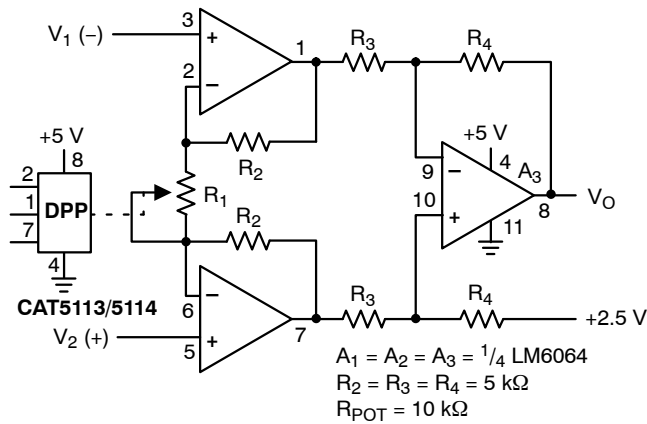 V1 (−)
3
+
1
R3
R4
2
−
+5 V
8
R2
+5 V
4
A3
2
DPP
1
7
R1
9
−
10
+
8
VO
11
R2
4
CAT5113/5114
6
−
7
R3
R4
+2.5 V
V2 (+)
5
+
A1 = A2 = A3 = 1/4 LM6064
R2 = R3 = R4 = 5 kΩ
RPOT = 10 kΩ